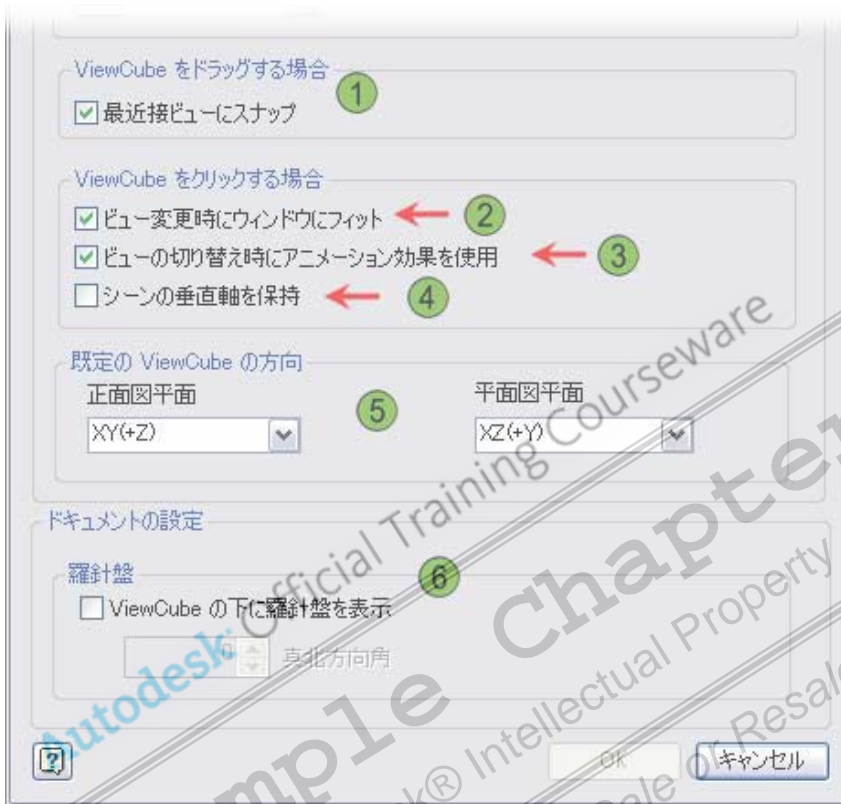 ViewCube をドラッグする場合
1
最近接ビューにスナップ
ViewCube をクリックする場合
ビュー変更時にウィンドウにフィット
2
ビューの切り替え時にアニメーション効果を使用
3
シーンの垂直軸を保持
4
既定の ViewCube の方向
正面図平面
平面図平面
XY(+Z)
5
XZ(+Y)
ドキュメントの設定
羅針盤
6
ViewCube の下に羅針盤を表示
0
真北方向角
OK
キャンセル
Autodesk Official Training Courseware
Chapter
® Intellectual Property
Resale